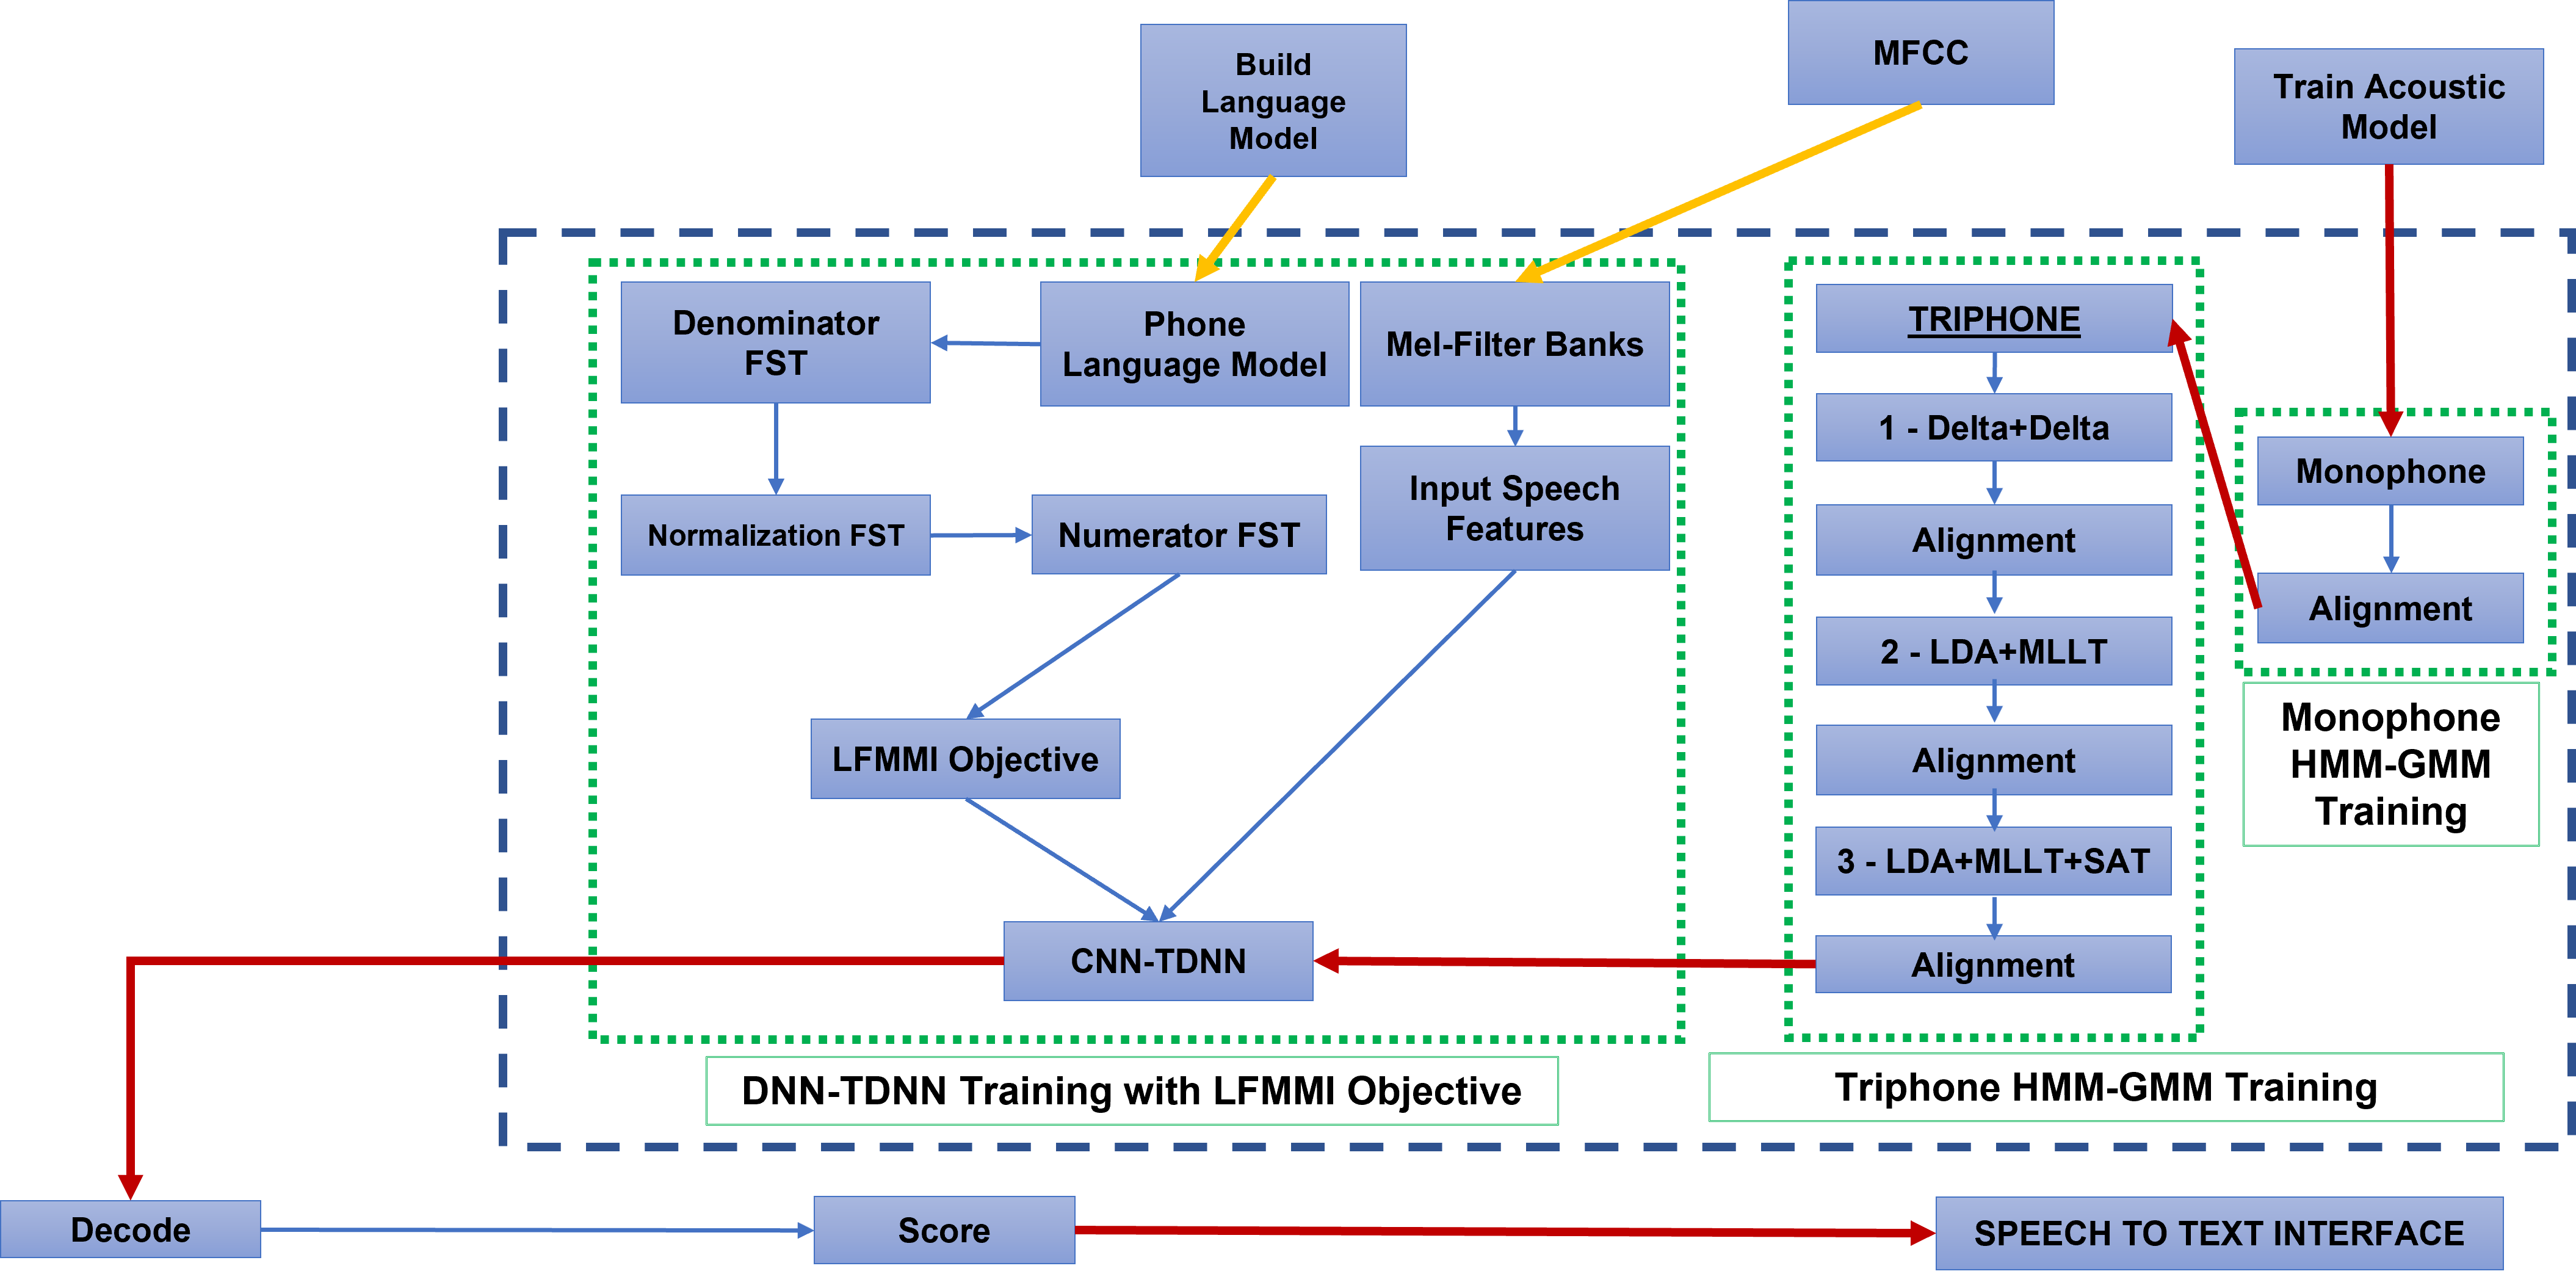 Build
Language
Model
MFCC
Train Acoustic
Model
Denominator
FST
Phone
Language Model
Mel-Filter Banks
Input Speech
Features
Normalization FST
Numerator FST
LFMMI Objective
CNN-TDNN
DNN-TDNN Training with LFMMI Objective
TRIPHONE
1 - Delta+Delta
Alignment
2 - LDA+MLLT
Alignment
3 - LDA+MLLT+SAT
Alignment
Triphone HMM-GMM Training
Monophone
Alignment
Monophone
HMM-GMM
Training
Decode
Score
SPEECH TO TEXT INTERFACE